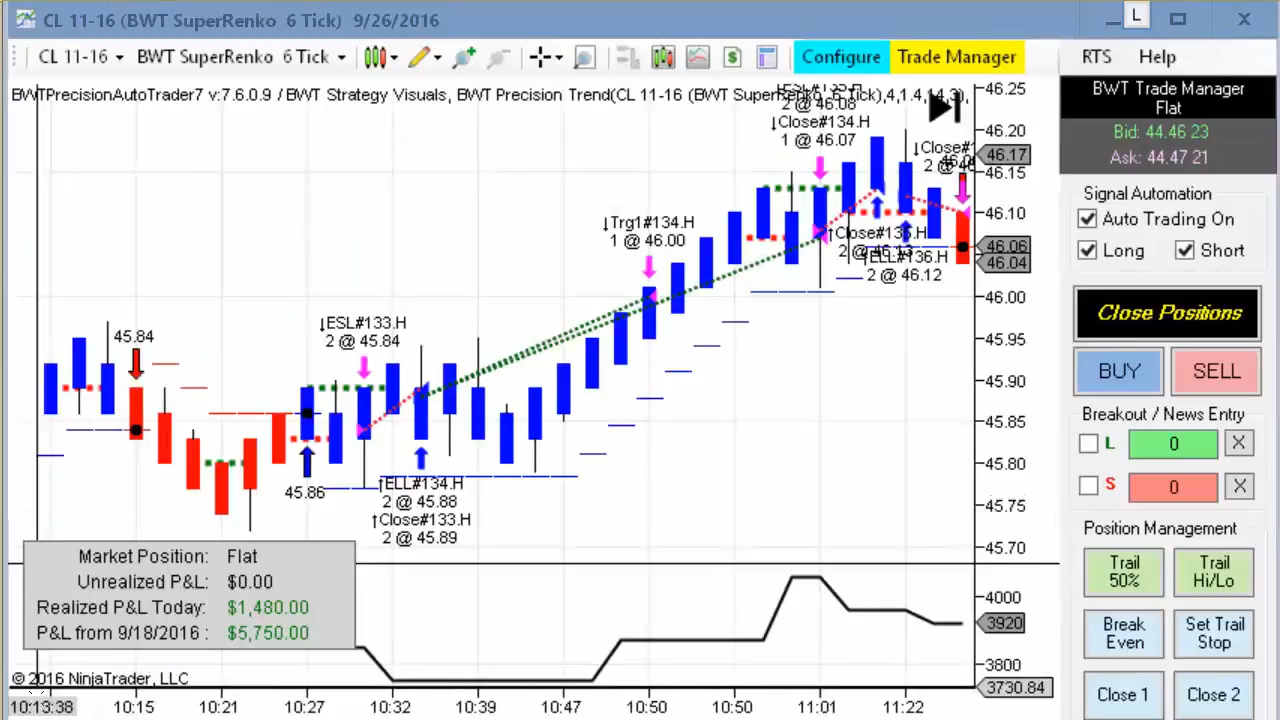 CL 11-16 (BWT SuperRenko 6 Tick) 9/26/2016
L
CL 11-16
BWT SuperRenko 6 Tick
Configure
Trade Manager
RTS
Help
BWTPrecisionAutoTrader7 v:7.6.0.9 / BWT Strategy Visuals, BWT Precision Trend(CL 11-16 (BWT SuperRenko 6 Tick),4,1.4,14,3),
2 @ 46.08
↓Close#134.H
1 @ 46.07
↓Close#1
2 @ 46
↓Trg1#134.H
1 @ 46.00
2 @ 46.13
↑ELL#136.H
2 @ 46.12
↓ESL#133.H
2 @ 45.84
45.84
45.86
↑ELL#134.H
2 @ 45.88
↑Close#133.H
2 @ 45.89
46.25
46.20
46.17
46.15
46.10
46.06
46.04
46.00
45.95
45.90
45.85
45.80
45.75
45.70
4000
3920
3800
3730.84
Market Position: Flat
Unrealized P&L: $0.00
Realized P&L Today: $1,480.00
P&L from 9/18/2016 : $5,750.00
© 2016 NinjaTrader, LLC
10:13:38 10:15 10:21 10:27 10:32 10:39 10:47 10:50 10:50 11:01 11:22
BWT Trade Manager
Flat
Bid: 44.46 23
Ask: 44.47 21
Signal Automation
Auto Trading On
Long Short
Close Positions
BUY SELL
Breakout / News Entry
L 0 X
S 0 X
Position Management
Trail 50%
Trail Hi/Lo
Break Even
Set Trail Stop
Close 1
Close 2